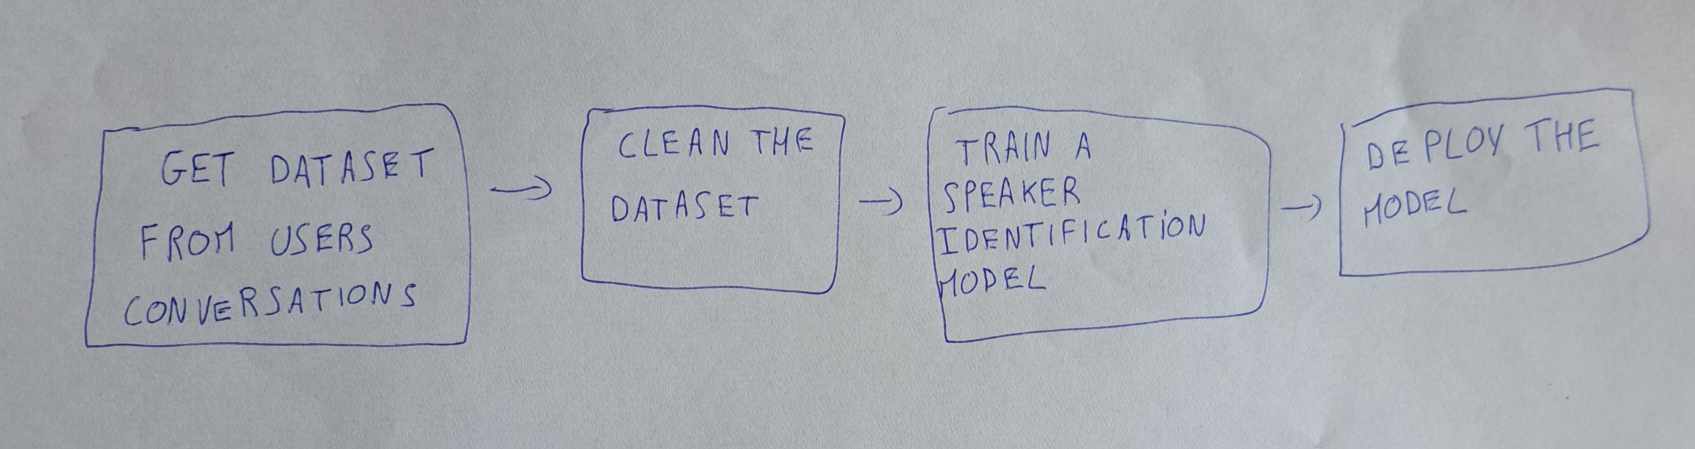 GET DATASET
FROM USERS
CONVERSATIONS
CLEAN THE
DATASET
TRAIN A
SPEAKER
IDENTIFICATION
MODEL
DEPLOY THE
MODEL